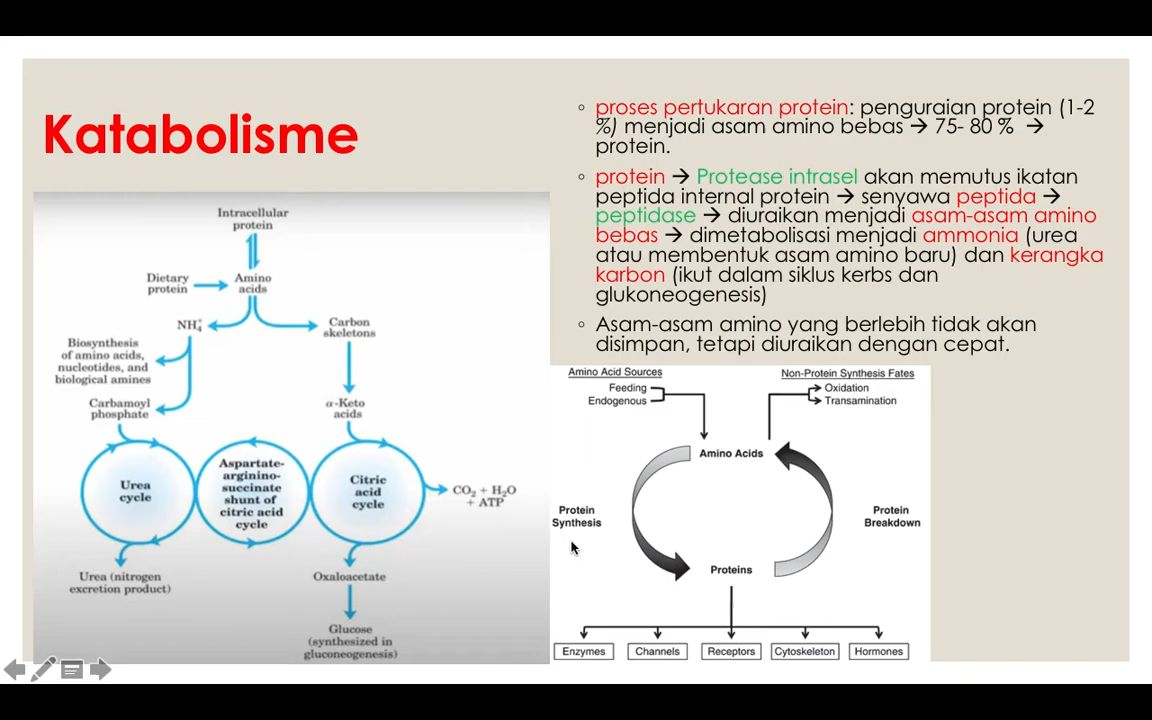 Katabolisme
◦ proses pertukaran protein: penguraian protein (1-2
%) menjadi asam amino bebas → 75- 80 % →
protein.
◦ protein → Protease intrasel akan memutus ikatan
peptida internal protein → senyawa peptida →
peptidase → diuraikan menjadi asam-asam amino
bebas → dimetabolisasi menjadi ammonia (urea
atau membentuk asam amino baru) dan kerangka
karbon (ikut dalam siklus kerbs dan
glukoneogenesis)
◦ Asam-asam amino yang berlebih tidak akan
disimpan, tetapi diuraikan dengan cepat.
Intracellular
protein
Dietary
protein
Amino
acids
NH₄⁺
Carbon
skeletons
Biosynthesis
of amino acids,
nucleotides, and
biological amines
Carbamoyl
phosphate
α-Keto
acids
Urea
cycle
Aspartate-
arginino-
succinate
shunt of
citric acid
cycle
Citric
acid
cycle
CO₂ + H₂O
+ ATP
Urea (nitrogen
excretion product)
Oxaloacetate
Glucose
(synthesized in
gluconeogenesis)
Amino Acid Sources
Feeding
Endogenous
Non-Protein Synthesis Fates
Oxidation
Transamination
Amino Acids
Protein
Synthesis
Protein
Breakdown
Proteins
Enzymes
Channels
Receptors
Cytoskeleton
Hormones